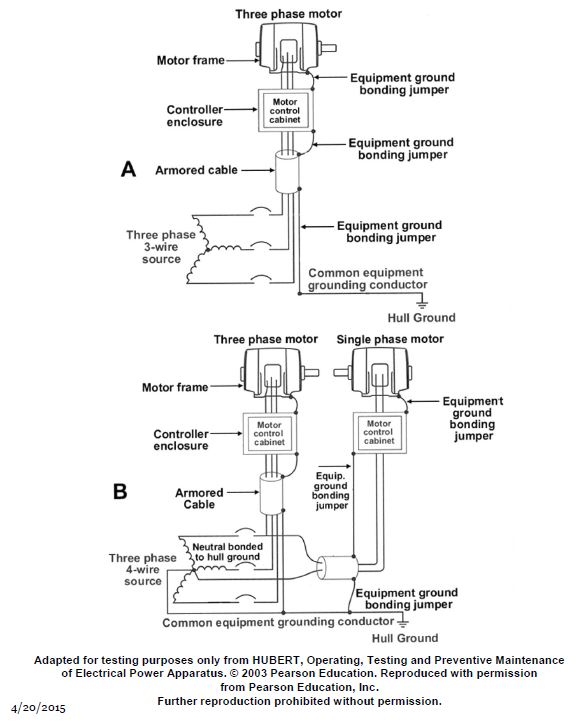 Three phase motor
Motor frame
Equipment ground
bonding jumper
Controller
enclosure
Motor
control
cabinet
Equipment ground
bonding jumper
A
Armored cable
Equipment ground
bonding jumper
Three phase
3-wire
source
Common equipment
grounding conductor
Hull Ground
Three phase motor
Single phase motor
Motor frame
Equipment
ground
bonding
jumper
Controller
enclosure
Motor
control
cabinet
Motor
control
cabinet
Equip.
ground
bonding
jumper
B
Armored
Cable
Neutral bonded
to hull ground
Three phase
4-wire
source
Equipment ground
bonding jumper
Common equipment grounding conductor
Hull Ground
Adapted for testing purposes only from HUBERT, Operating, Testing and Preventive Maintenance
of Electrical Power Apparatus. © 2003 Pearson Education. Reproduced with permission
from Pearson Education, Inc.
Further reproduction prohibited without permission.
4/20/2015